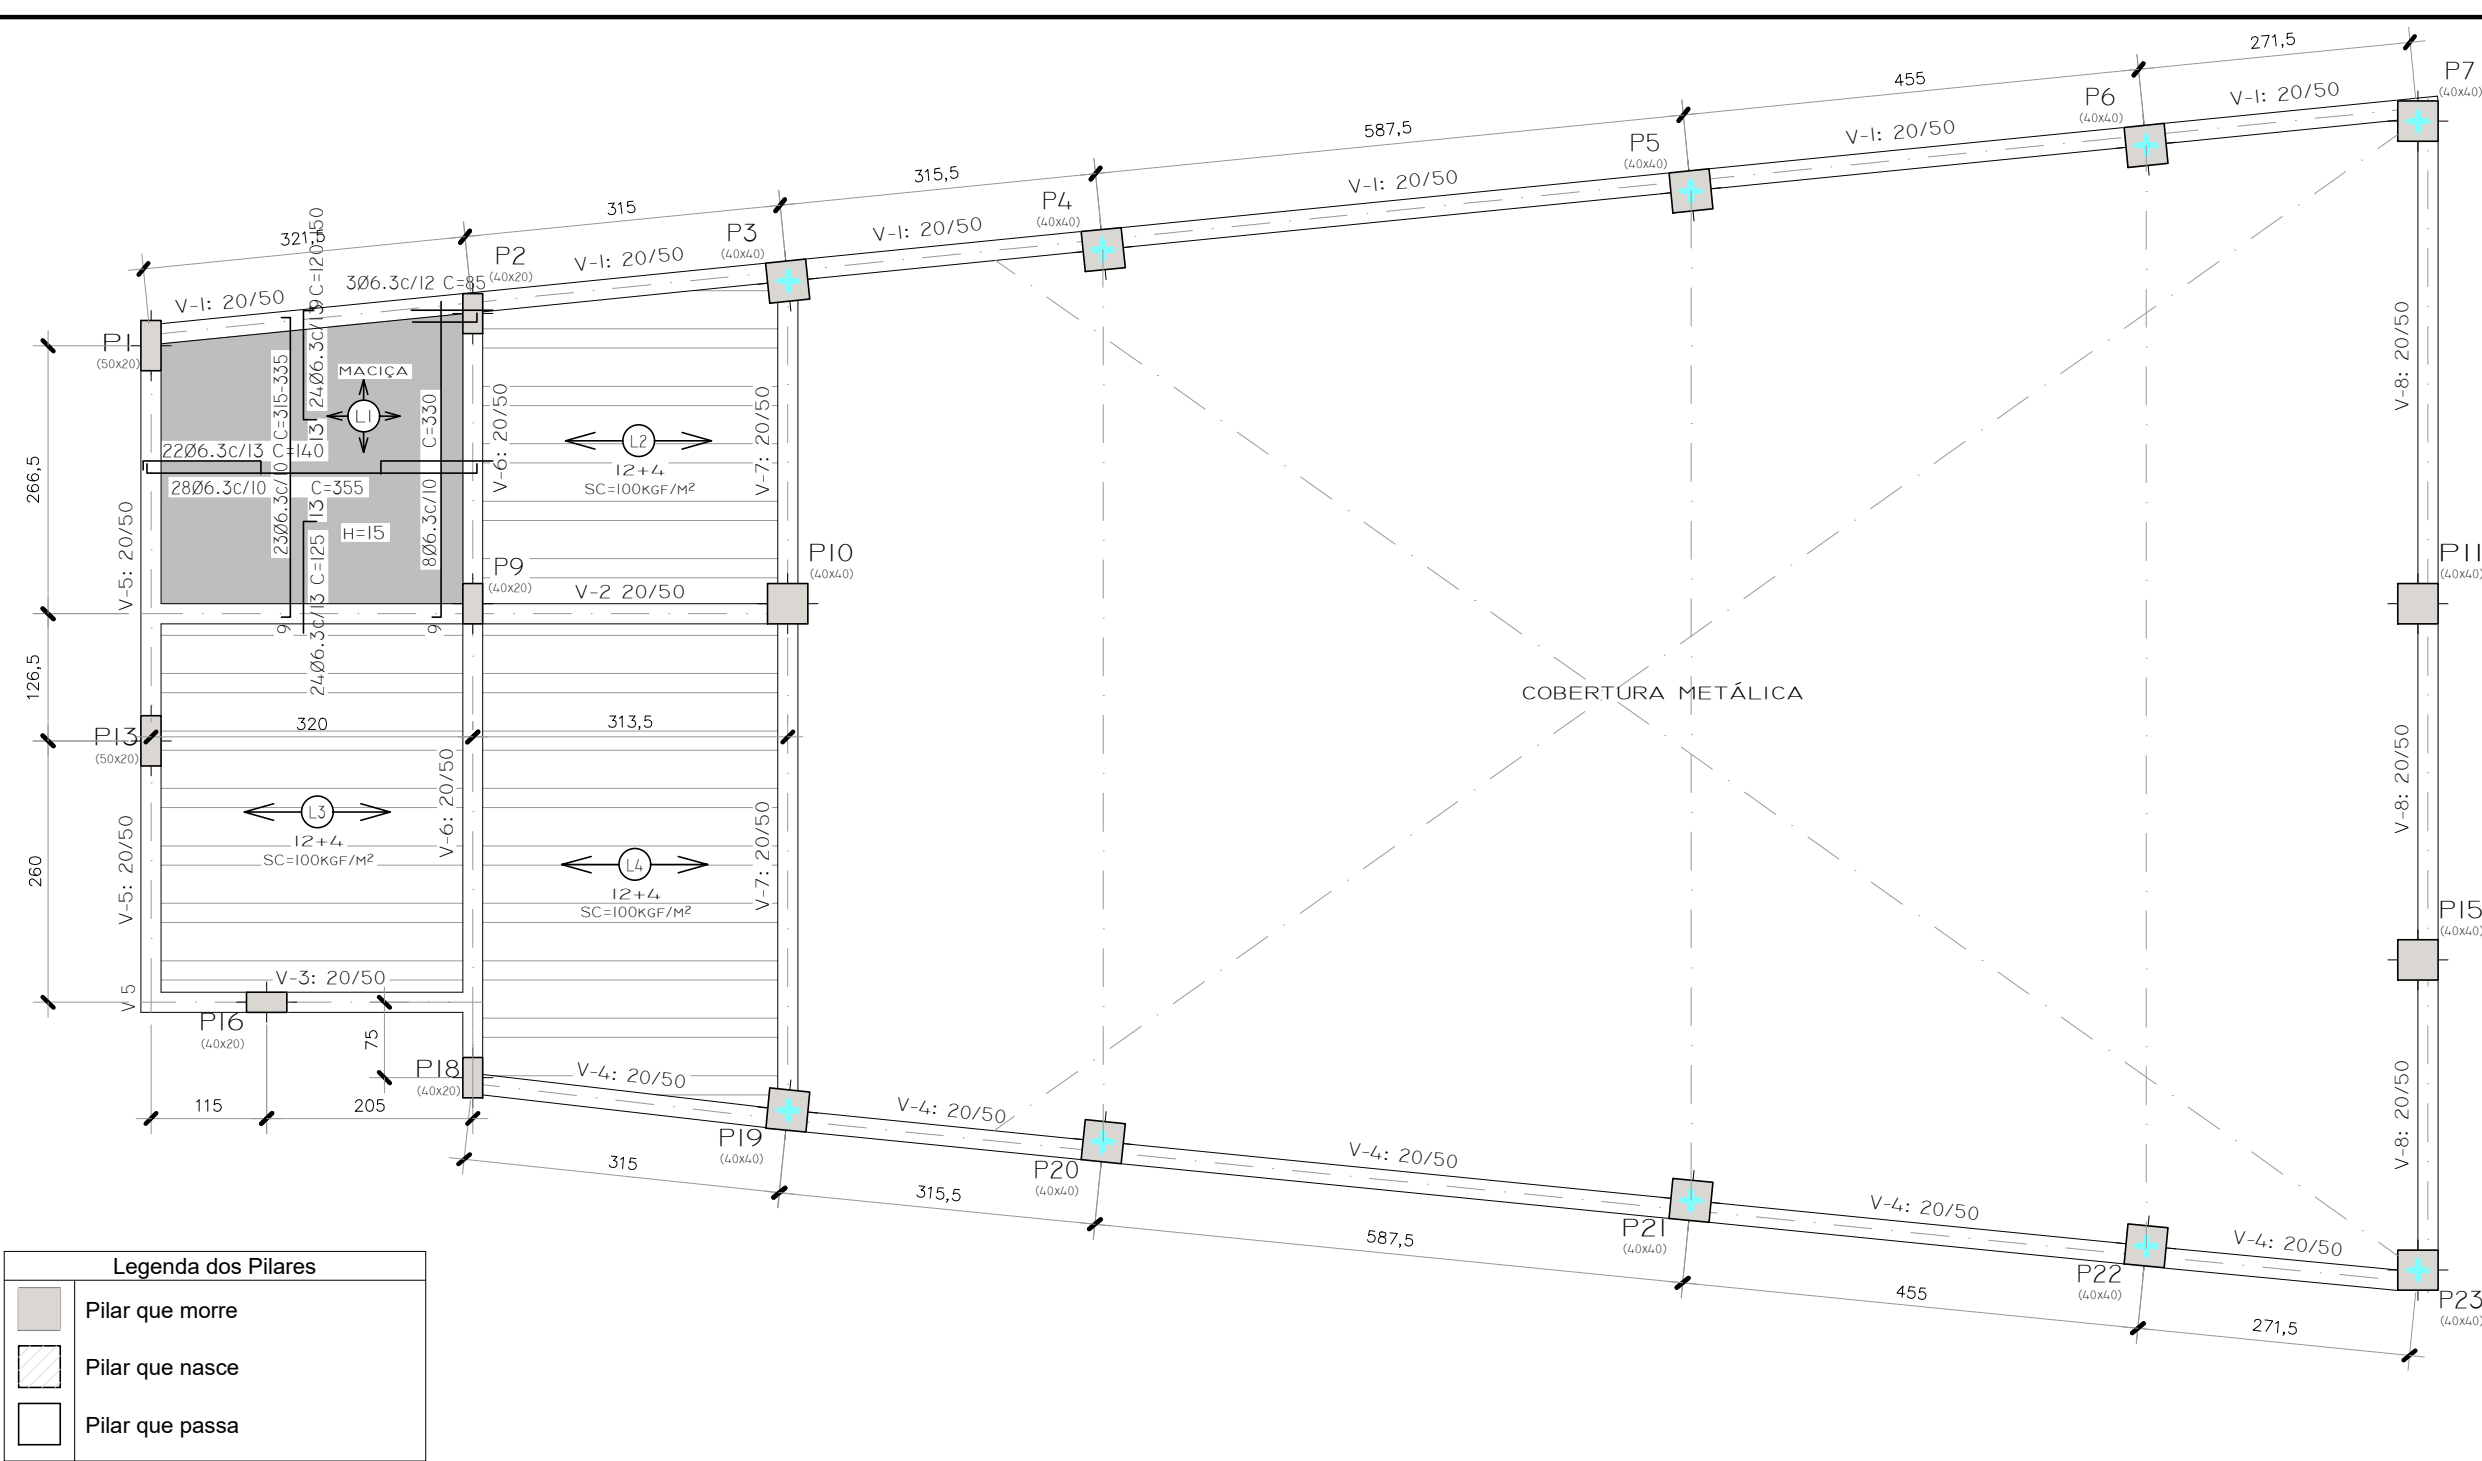 271,5
P7
(40x40)
455
V-1: 20/50
P6
(40x40)
587,5
V-1: 20/50
P5
(40x40)
315,5
V-1: 20/50
P4
(40x40)
315
V-1: 20/50
P3
(40x40)
321,5
V-1: 20/50
P2
(40x20)
3Ø6.3c/12 C=85
V-1: 20/50
24Ø6.3c/13 C=120-150
P1
(50x20)
MACIÇA
L1
13
23Ø6.3c/10 C=315-335
8Ø6.3c/10 C=330
22Ø6.3c/13 C=140
28Ø6.3c/10 C=355
H=15
13
24Ø6.3c/13 C=125
9
9
266,5
126,5
260
V-5: 20/50
V-6: 20/50
L2
12+4
SC=100KGF/M²
V-7: 20/50
V-8: 20/50
P9
(40x20)
V-2 20/50
P10
(40x40)
P11
(40x40)
COBERTURA METÁLICA
P13
(50x20)
320
313,5
V-5: 20/50
L3
12+4
SC=100KGF/M²
V-6: 20/50
L4
12+4
SC=100KGF/M²
V-7: 20/50
V-8: 20/50
P15
(40x40)
V 5
V-3: 20/50
P16
(40x20)
75
P18
(40x20)
115
205
V-4: 20/50
P19
(40x40)
V-4: 20/50
P20
(40x40)
V-4: 20/50
P21
(40x40)
V-4: 20/50
P22
(40x40)
V-4: 20/50
V-8: 20/50
P23
(40x40)
315
315,5
587,5
455
271,5
Legenda dos Pilares
Pilar que morre
Pilar que nasce
Pilar que passa